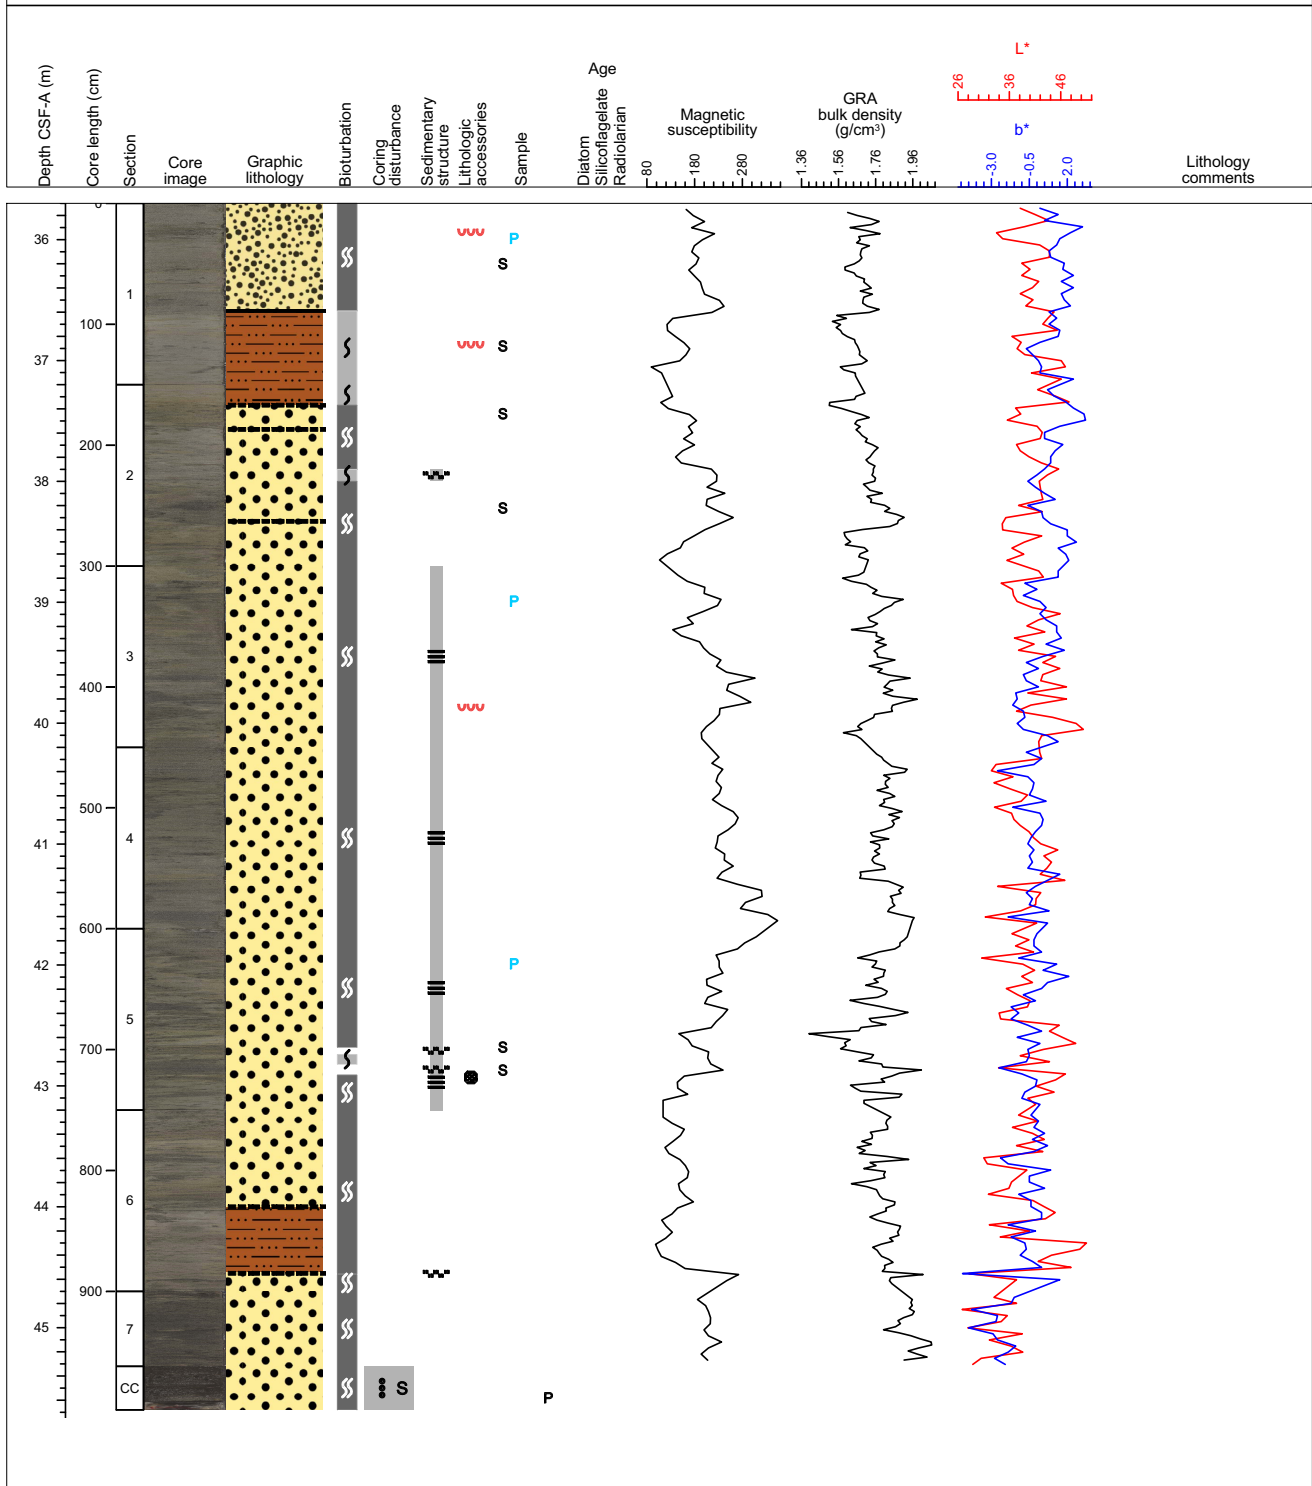 L*
26
36
46
Age
Depth CSF-A (m)
Core length (cm)
Section
Core
image
Graphic
lithology
Bioturbation
Coring
disturbance
Sedimentary
structure
Lithologic
accessories
Sample
Diatom
Silicoflagelate
Radiolarian
Magnetic
susceptibility
80
180
280
GRA
bulk density
(g/cm³)
1.36
1.56
1.76
1.96
b*
-3.0
-0.5
2.0
Lithology
comments
0
36
P
S
1
100
37
S
S
200
38
2
S
300
39
P
3
400
40
500
41
4
600
42
P
5
700
S
S
43
800
44
6
900
45
7
CC
S
P